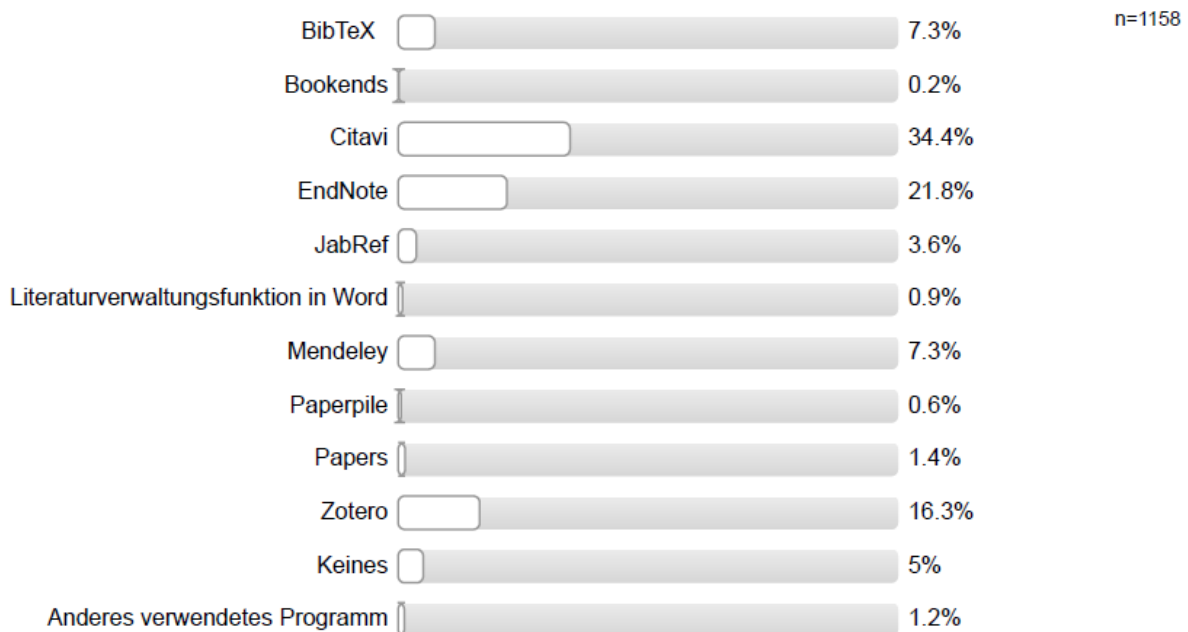 BibTeX 7.3% n=1158
Bookends 0.2%
Citavi 34.4%
EndNote 21.8%
JabRef 3.6%
Literaturverwaltungsfunktion in Word 0.9%
Mendeley 7.3%
Paperpile 0.6%
Papers 1.4%
Zotero 16.3%
Keines 5%
Anderes verwendetes Programm 1.2%